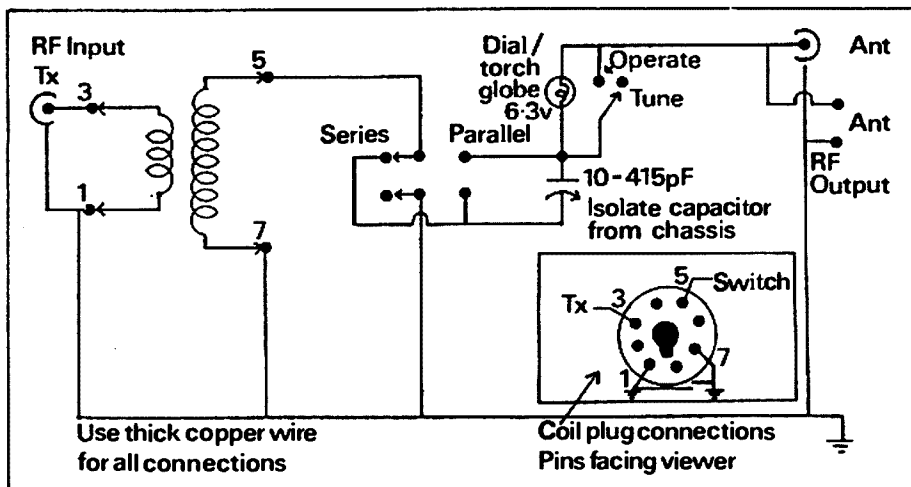 RF Input
Tx
3
1
5
7
Series
Parallel
Dial/
torch
globe
6·3v
Operate
Tune
10-415pF
Isolate capacitor
from chassis
Ant
Ant
RF
Output
5
Switch
Tx 3
1
7
Use thick copper wire
for all connections
Coil plug connections
Pins facing viewer